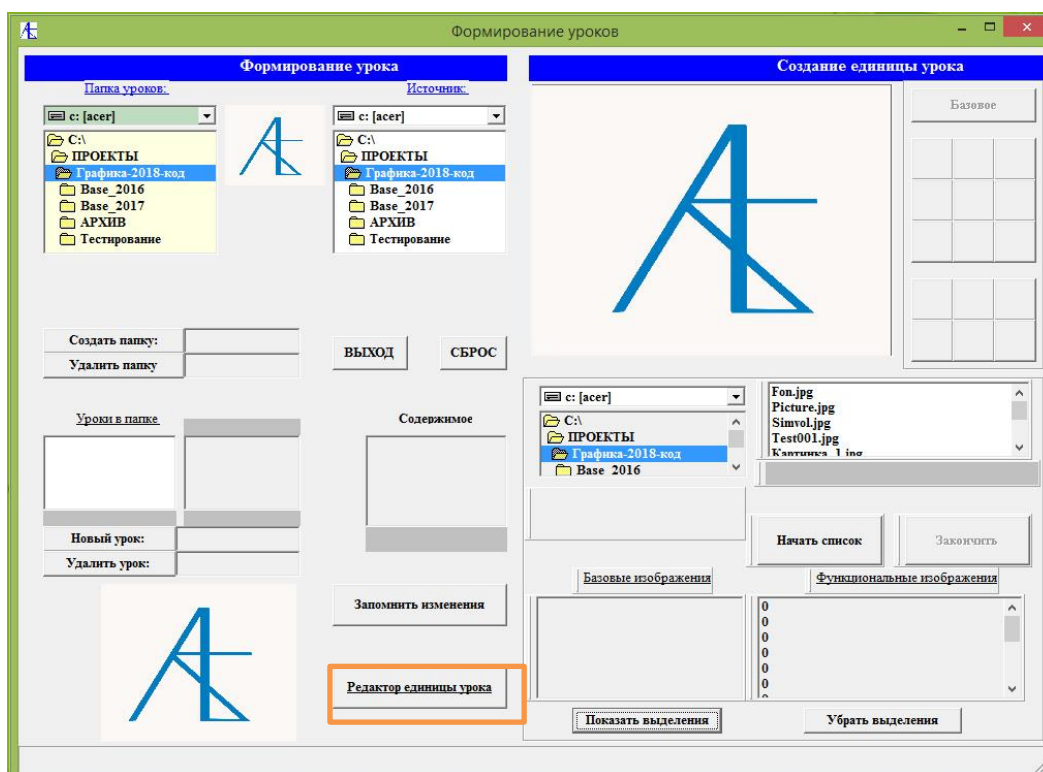 Формирование уроков
Формирование урока
Папка уроков:
Источник:
c: [acer]
C:\
ПРОЕКТЫ
Графика-2018-код
Base_2016
Base_2017
АРХИВ
Тестирование
c: [acer]
C:\
ПРОЕКТЫ
Графика-2018-код
Base_2016
Base_2017
АРХИВ
Тестирование
Создать папку:
Удалить папку
ВЫХОД
СБРОС
Уроки в папке
Содержимое
Новый урок:
Удалить урок:
Запомнить изменения
Редактор единицы урока
Создание единицы урока
Базовое
c: [acer]
C:\
ПРОЕКТЫ
Графика-2018-код
Base_2016
Fon.jpg
Picture.jpg
Simvol.jpg
Test001.jpg
Картинка_1.jpg
Начать список
Закончить
Базовые изображения
Функциональные изображения
0
0
0
0
0
0
Показать выделения
Убрать выделения